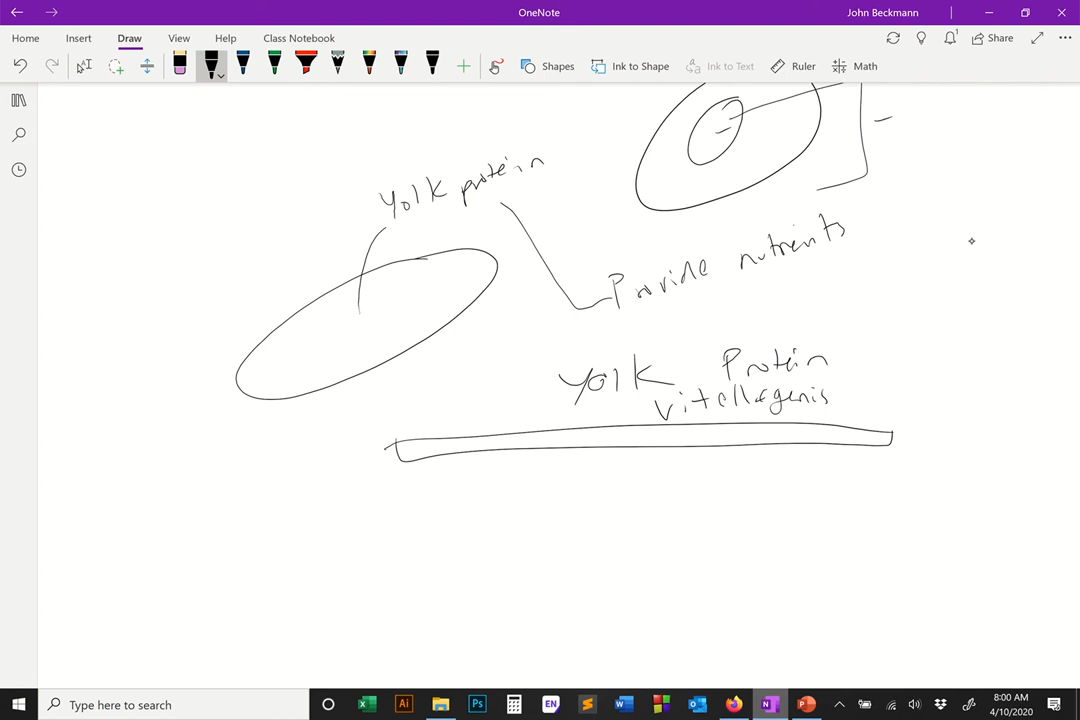 OneNote
John Beckmann
Home Insert Draw View Help Class Notebook
Share
Shapes Ink to Shape Ink to Text Ruler Math
Yolk protein
Provide nutrients
Yolk Protein
vitellogenis
Type here to search
8:00 AM
4/10/2020